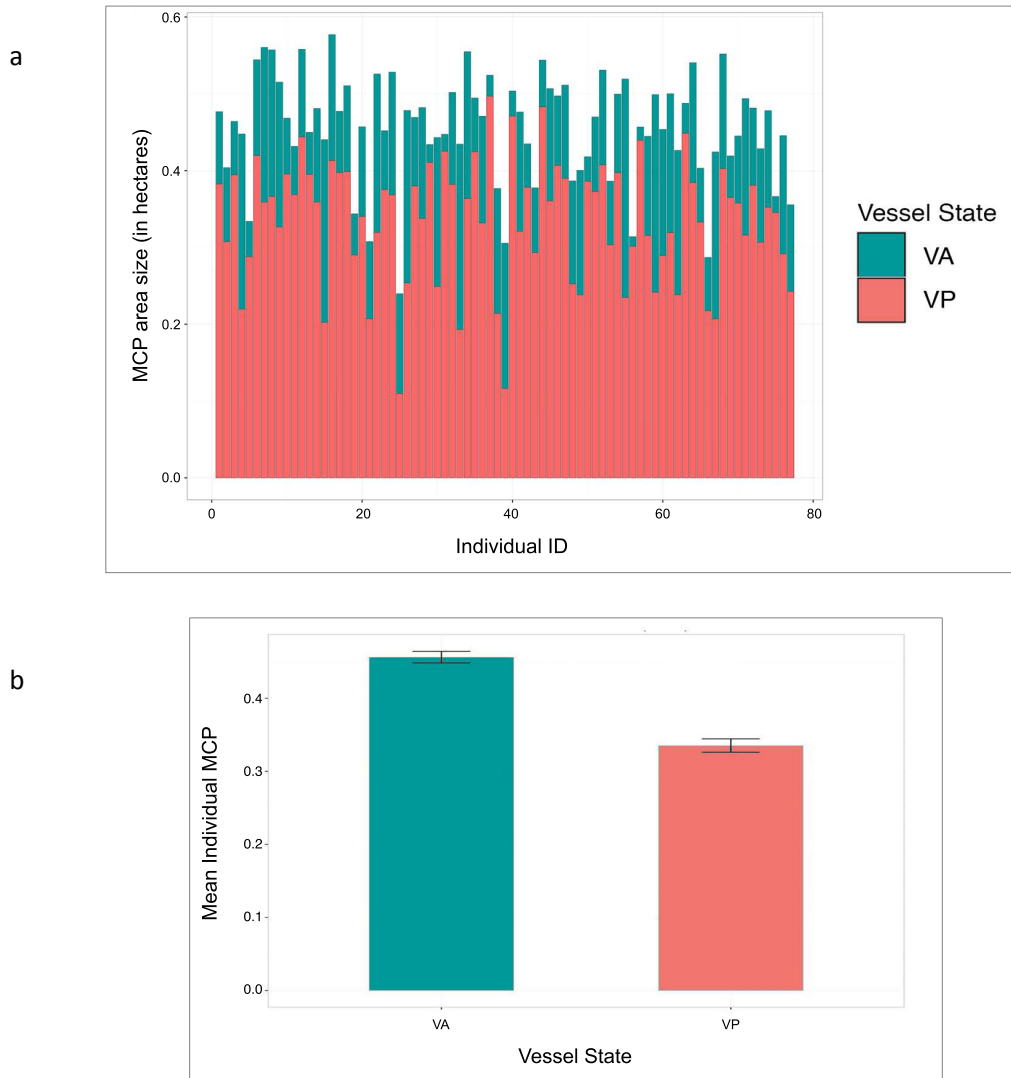 a
0.6
0.4
0.2
0.0
MCP area size (in hectares)
0
20
40
60
80
Individual ID
Vessel State
VA
VP
b
0.4
0.3
0.2
0.1
0.0
Mean Individual MCP
VA
VP
Vessel State